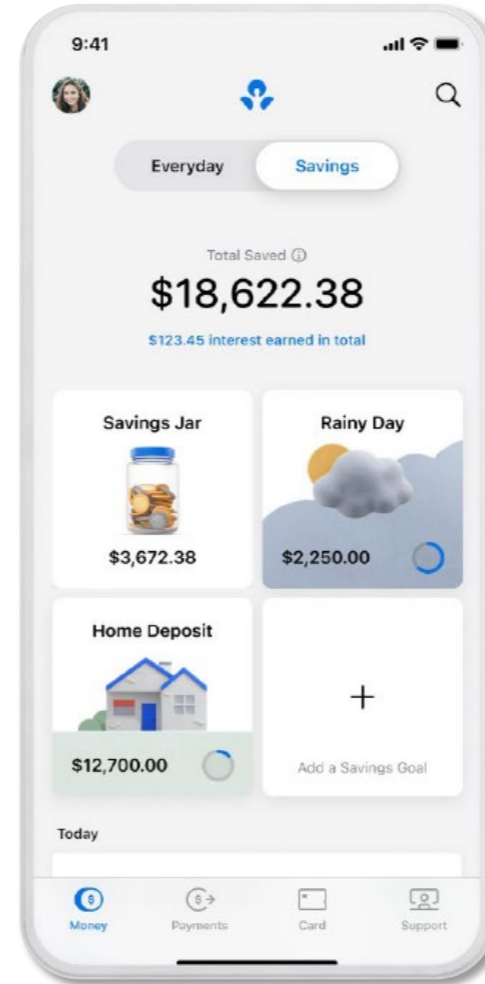 9:41
Everyday
Savings
Total Saved
$18,622.38
$123.45 interest earned in total
Savings Jar
Rainy Day
$3,672.38
$2,250.00
Home Deposit
$12,700.00
+
Add a Savings Goal
Today
Money
Payments
Card
Support